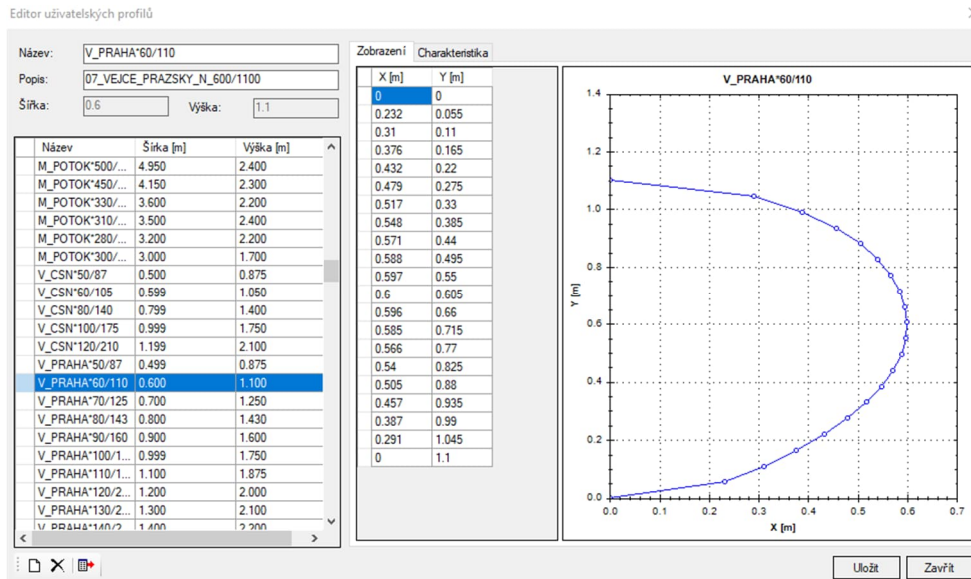 Editor uživatelských profilů
Název: V_PRAHA*60/110
Popis: 07_VEJCE_PRAZSKY_N_600/1100
Šířka: 0.6 Výška: 1.1
Název Šířka [m] Výška [m]
M_POTOK*500/... 4.950 2.400
M_POTOK*450/... 4.150 2.300
M_POTOK*330/... 3.600 2.200
M_POTOK*310/... 3.500 2.400
M_POTOK*280/... 3.200 2.200
M_POTOK*300/... 3.000 1.700
V_CSN*50/87 0.500 0.875
V_CSN*60/105 0.599 1.050
V_CSN*80/140 0.799 1.400
V_CSN*100/175 0.999 1.750
V_CSN*120/210 1.199 2.100
V_PRAHA*50/87 0.499 0.875
V_PRAHA*60/110 0.600 1.100
V_PRAHA*70/125 0.700 1.250
V_PRAHA*80/143 0.800 1.430
V_PRAHA*90/160 0.900 1.600
V_PRAHA*100/1... 0.999 1.750
V_PRAHA*110/1... 1.100 1.875
V_PRAHA*120/2... 1.200 2.000
V_PRAHA*130/2... 1.300 2.100
V_PRAHA*140/2... 1.400 2.200
Zobrazení Charakteristika
X [m] Y [m]
0 0
0.232 0.055
0.31 0.11
0.376 0.165
0.432 0.22
0.479 0.275
0.517 0.33
0.548 0.385
0.571 0.44
0.588 0.495
0.597 0.55
0.6 0.605
0.596 0.66
0.585 0.715
0.566 0.77
0.54 0.825
0.505 0.88
0.457 0.935
0.387 0.99
0.291 1.045
0 1.1
V_PRAHA*60/110
1.4
1.2
1.0
0.8
Y [m]
0.6
0.4
0.2
0.0
0.0 0.1 0.2 0.3 0.4 0.5 0.6 0.7
X [m]
Uložit Zavřít